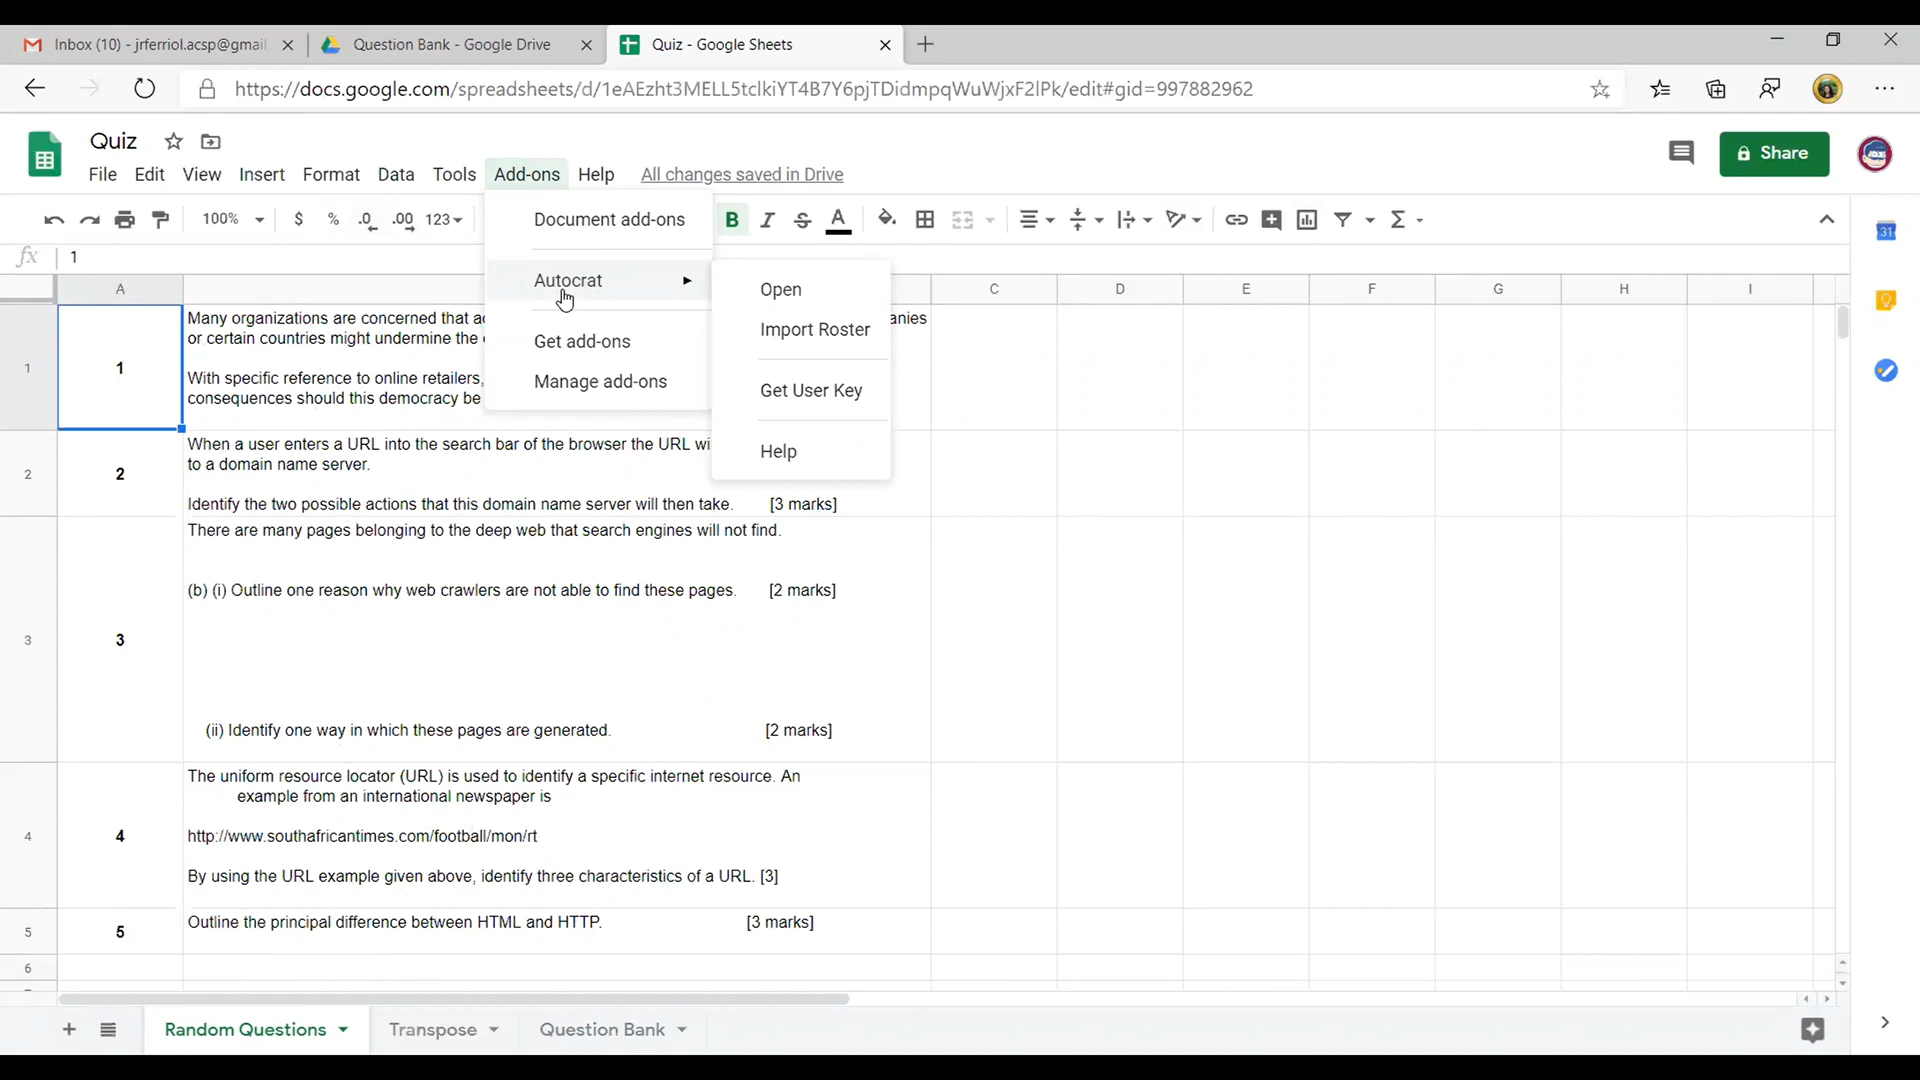 Inbox (10) - jrferriol.acsp@gmail
Question Bank - Google Drive
Quiz - Google Sheets
https://docs.google.com/spreadsheets/d/1eAEzht3MELL5tclkiYT4B7Y6pjTDidmpqWuWjxF2lPk/edit#gid=997882962
Quiz
File Edit View Insert Format Data Tools Add-ons Help All changes saved in Drive
Share
100% $ % .0 .00 123 B I S A Σ
31
Document add-ons
Autocrat
Get add-ons
Manage add-ons
Open
Import Roster
Get User Key
Help
fx 1
A C D E F G H I
1
1
Many organizations are concerned that ac
anies
or certain countries might undermine the
With specific reference to online retailers,
consequences should this democracy be
2
2
When a user enters a URL into the search bar of the browser the URL wi
to a domain name server.
Identify the two possible actions that this domain name server will then take. [3 marks]
3
3
There are many pages belonging to the deep web that search engines will not find.
(b) (i) Outline one reason why web crawlers are not able to find these pages. [2 marks]
(ii) Identify one way in which these pages are generated. [2 marks]
4
4
The uniform resource locator (URL) is used to identify a specific internet resource. An
example from an international newspaper is
http://www.southafricantimes.com/football/mon/rt
By using the URL example given above, identify three characteristics of a URL. [3]
5
5
Outline the principal difference between HTML and HTTP. [3 marks]
6
Random Questions Transpose Question Bank